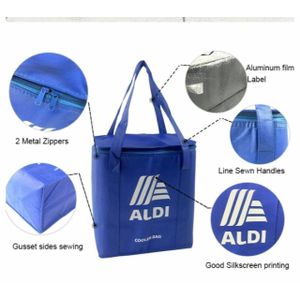 Aluminum film
Label
2 Metal Zippers
Line Sewn Handles
ALDI
COOLER BAG
ALDI
Gusset sides sewing
Good Silkscreen printing